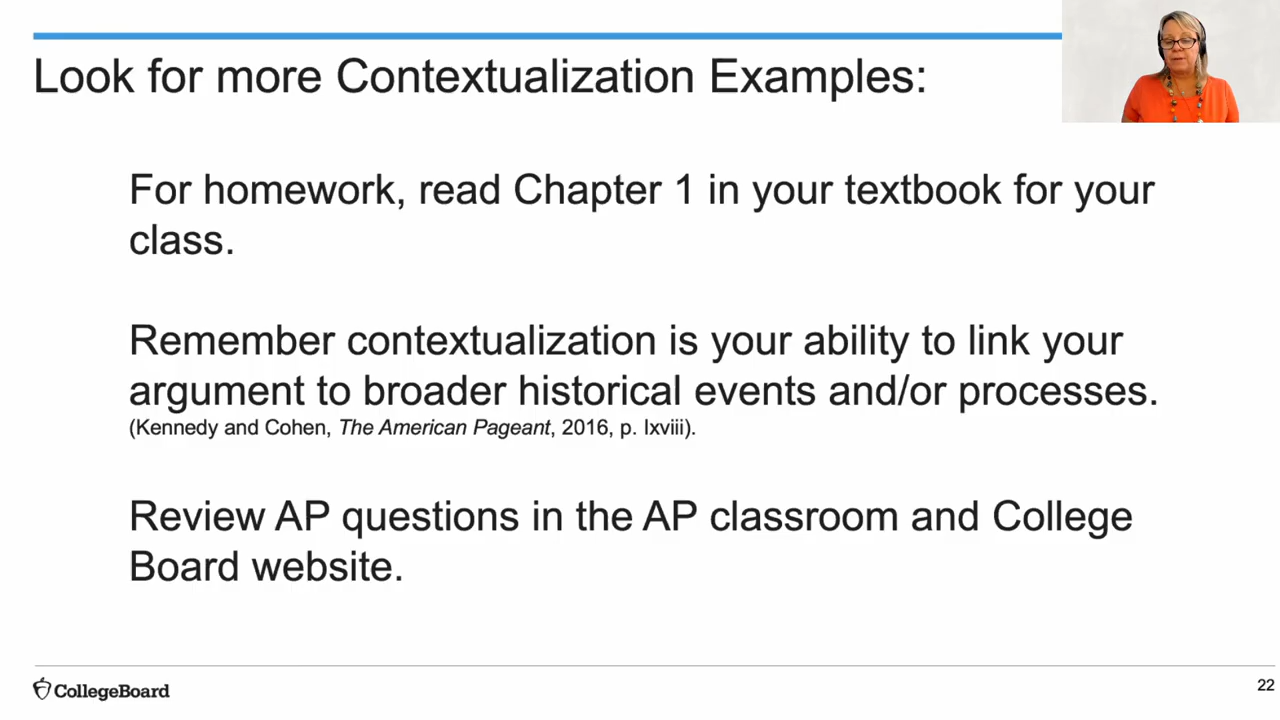 Look for more Contextualization Examples:
For homework, read Chapter 1 in your textbook for your
class.
Remember contextualization is your ability to link your
argument to broader historical events and/or processes.
(Kennedy and Cohen, The American Pageant, 2016, p. lxviii).
Review AP questions in the AP classroom and College
Board website.
CollegeBoard
22